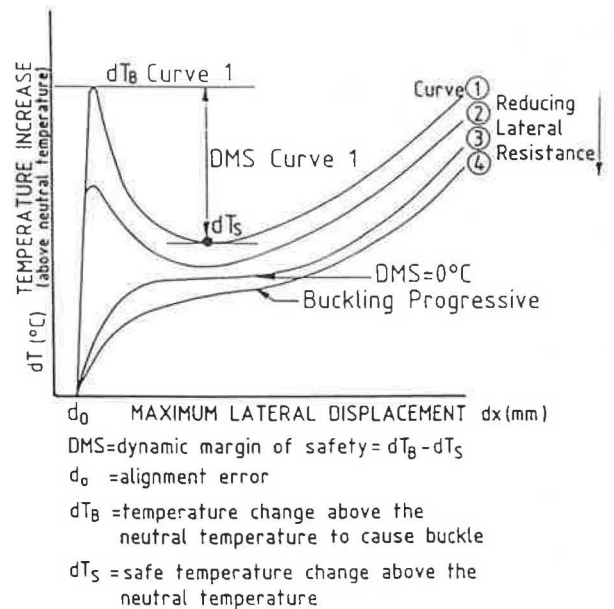 dT_B Curve 1
DMS Curve 1
dT_S
Curve ①
② Reducing
③ Lateral
④ Resistance
DMS=0°C
Buckling Progressive
dT (°C) TEMPERATURE INCREASE
(above neutral temperature)
d_o MAXIMUM LATERAL DISPLACEMENT dx(mm)
DMS=dynamic margin of safety= dT_B-dT_S
d_o =alignment error
dT_B =temperature change above the
neutral temperature to cause buckle
dT_S =safe temperature change above the
neutral temperature